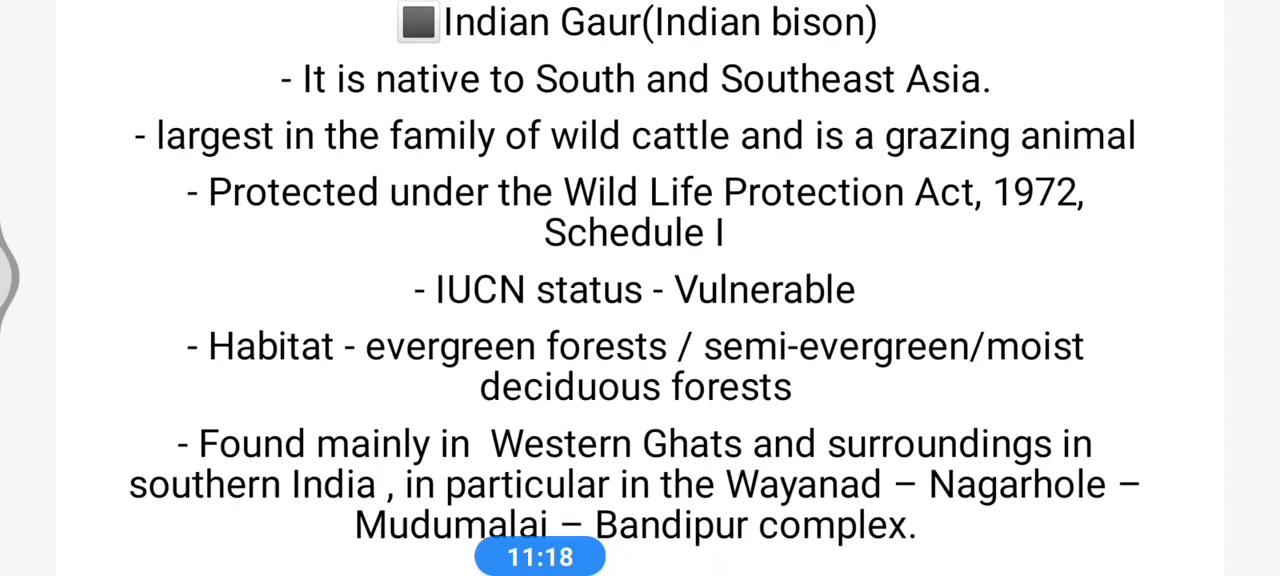 Indian Gaur(Indian bison)
- It is native to South and Southeast Asia.
- largest in the family of wild cattle and is a grazing animal
- Protected under the Wild Life Protection Act, 1972,
Schedule I
- IUCN status - Vulnerable
- Habitat - evergreen forests / semi-evergreen/moist
deciduous forests
- Found mainly in  Western Ghats and surroundings in
southern India , in particular in the Wayanad – Nagarhole –
Mudumalai – Bandipur complex.
11:18